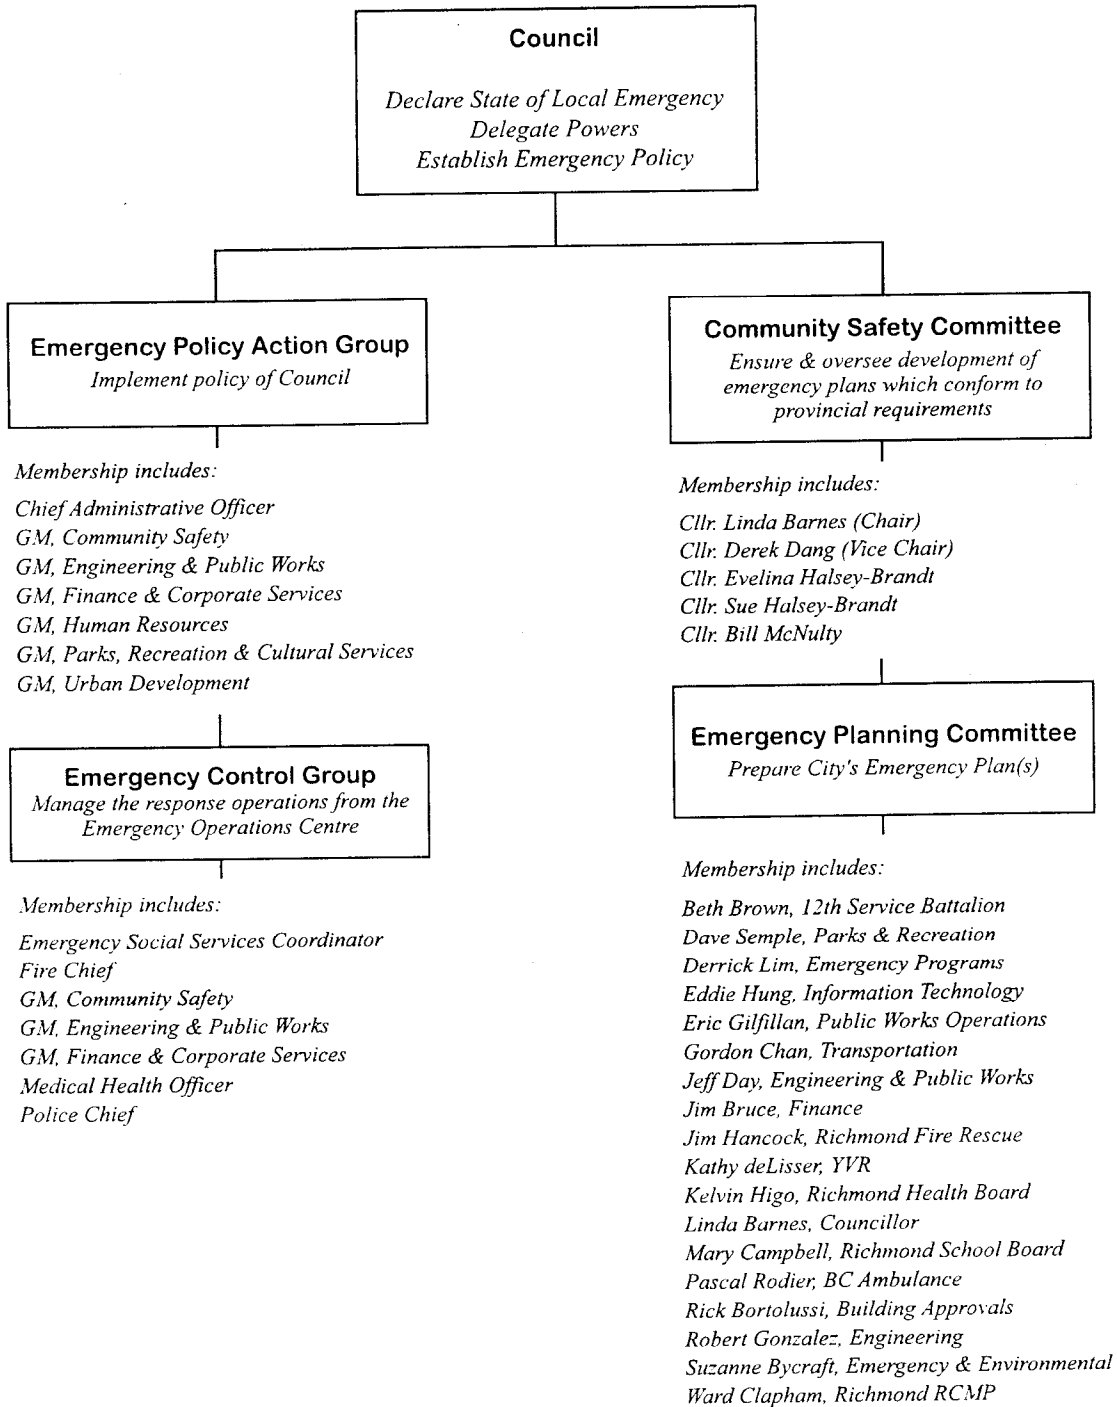 Council
Declare State of Local Emergency
Delegate Powers
Establish Emergency Policy
Emergency Policy Action Group
Implement policy of Council
Membership includes:
Chief Administrative Officer
GM, Community Safety
GM, Engineering & Public Works
GM, Finance & Corporate Services
GM, Human Resources
GM, Parks, Recreation & Cultural Services
GM, Urban Development
Emergency Control Group
Manage the response operations from the
Emergency Operations Centre
Membership includes:
Emergency Social Services Coordinator
Fire Chief
GM, Community Safety
GM, Engineering & Public Works
GM, Finance & Corporate Services
Medical Health Officer
Police Chief
Community Safety Committee
Ensure & oversee development of
emergency plans which conform to
provincial requirements
Membership includes:
Cllr. Linda Barnes (Chair)
Cllr. Derek Dang (Vice Chair)
Cllr. Evelina Halsey-Brandt
Cllr. Sue Halsey-Brandt
Cllr. Bill McNulty
Emergency Planning Committee
Prepare City's Emergency Plan(s)
Membership includes:
Beth Brown, 12th Service Battalion
Dave Semple, Parks & Recreation
Derrick Lim, Emergency Programs
Eddie Hung, Information Technology
Eric Gilfillan, Public Works Operations
Gordon Chan, Transportation
Jeff Day, Engineering & Public Works
Jim Bruce, Finance
Jim Hancock, Richmond Fire Rescue
Kathy deLisser, YVR
Kelvin Higo, Richmond Health Board
Linda Barnes, Councillor
Mary Campbell, Richmond School Board
Pascal Rodier, BC Ambulance
Rick Bortolussi, Building Approvals
Robert Gonzalez, Engineering
Suzanne Bycraft, Emergency & Environmental
Ward Clapham, Richmond RCMP